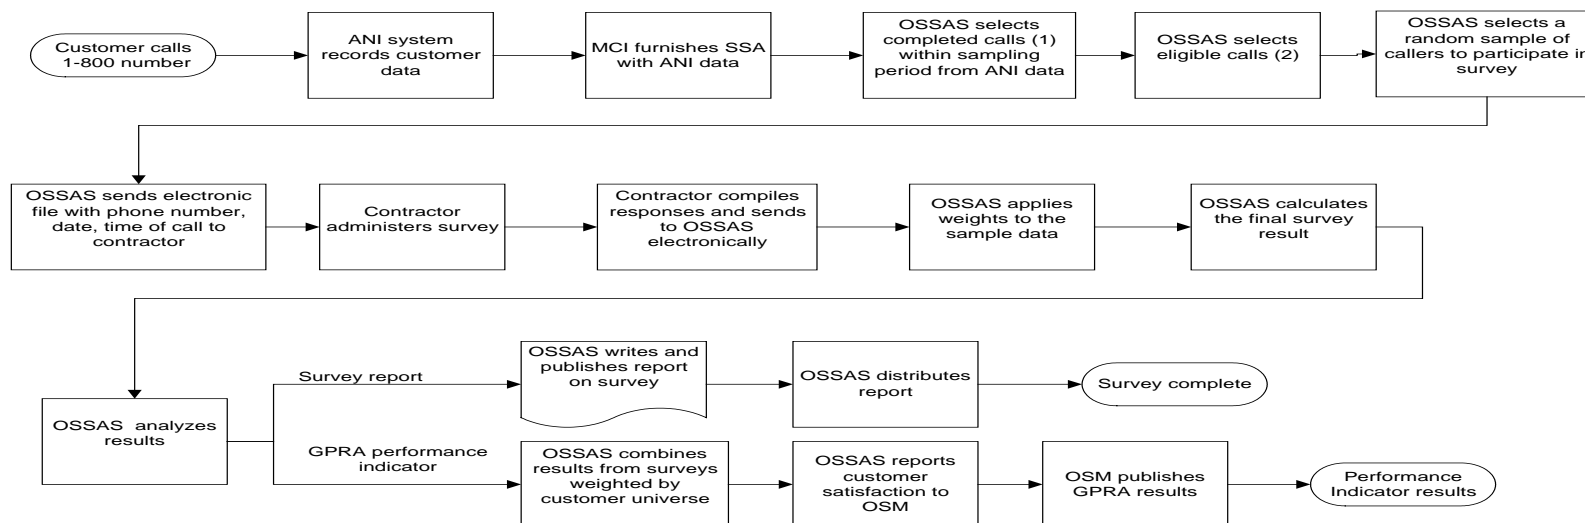 Customer calls
1-800 number
ANI system
records customer
data
MCI furnishes SSA
with ANI data
OSSAS selects
completed calls (1)
within sampling
period from ANI data
OSSAS selects
eligible calls (2)
OSSAS selects a
random sample of
callers to participate in
survey
OSSAS sends electronic
file with phone number,
date, time of call to
contractor
Contractor
administers survey
Contractor compiles
responses and sends
to OSSAS
electronically
OSSAS applies
weights to the
sample data
OSSAS calculates
the final survey
result
OSSAS analyzes
results
Survey report
OSSAS writes and
publishes report
on survey
OSSAS distributes
report
Survey complete
GPRA performance
indicator
OSSAS combines
results from surveys
weighted by
customer universe
OSSAS reports
customer
satisfaction to
OSM
OSM publishes
GPRA results
Performance
Indicator results